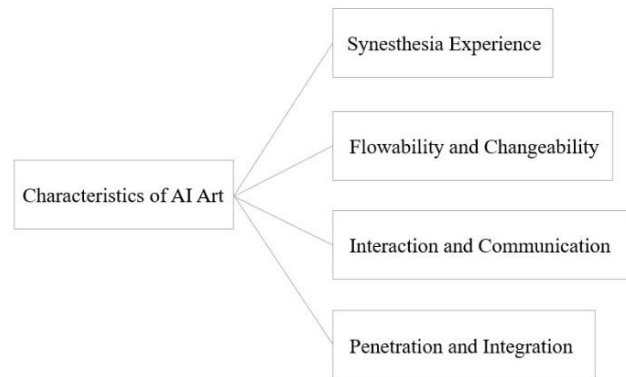 Synesthesia Experience
Flowability and Changeability
Characteristics of AI Art
Interaction and Communication
Penetration and Integration